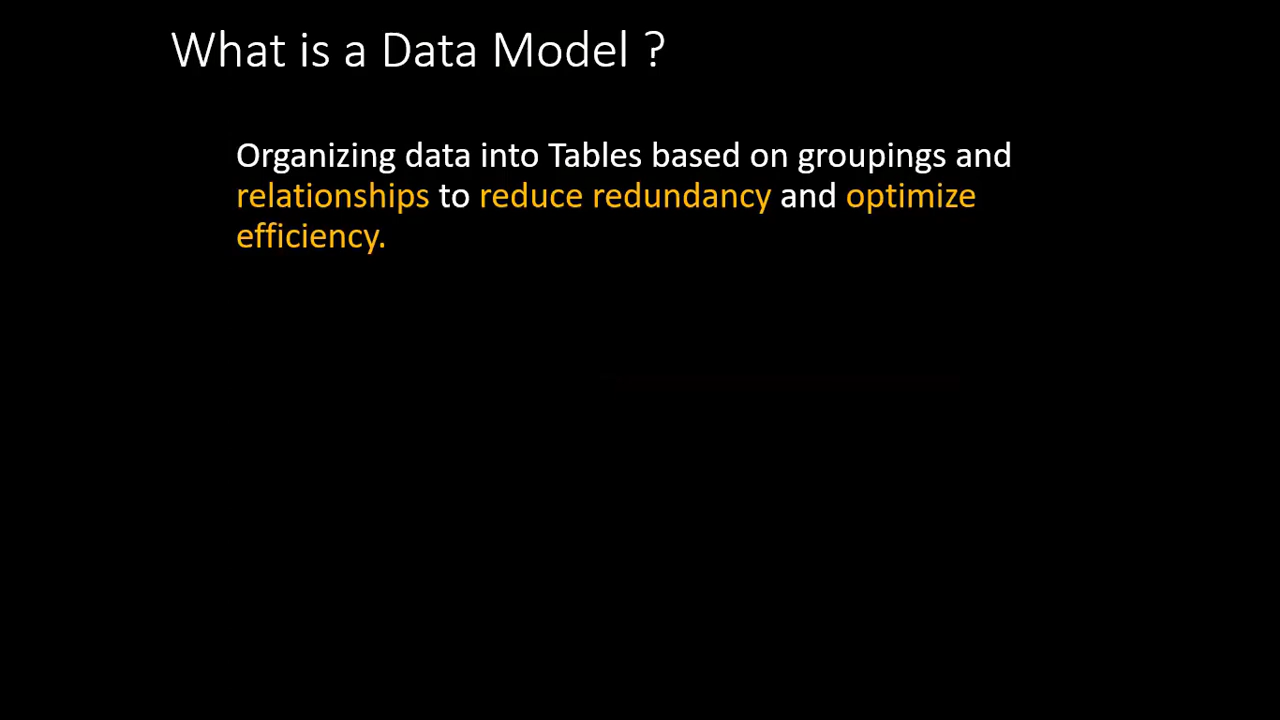 What is a Data Model ?
Organizing data into Tables based on groupings and
relationships to reduce redundancy and optimize
efficiency.